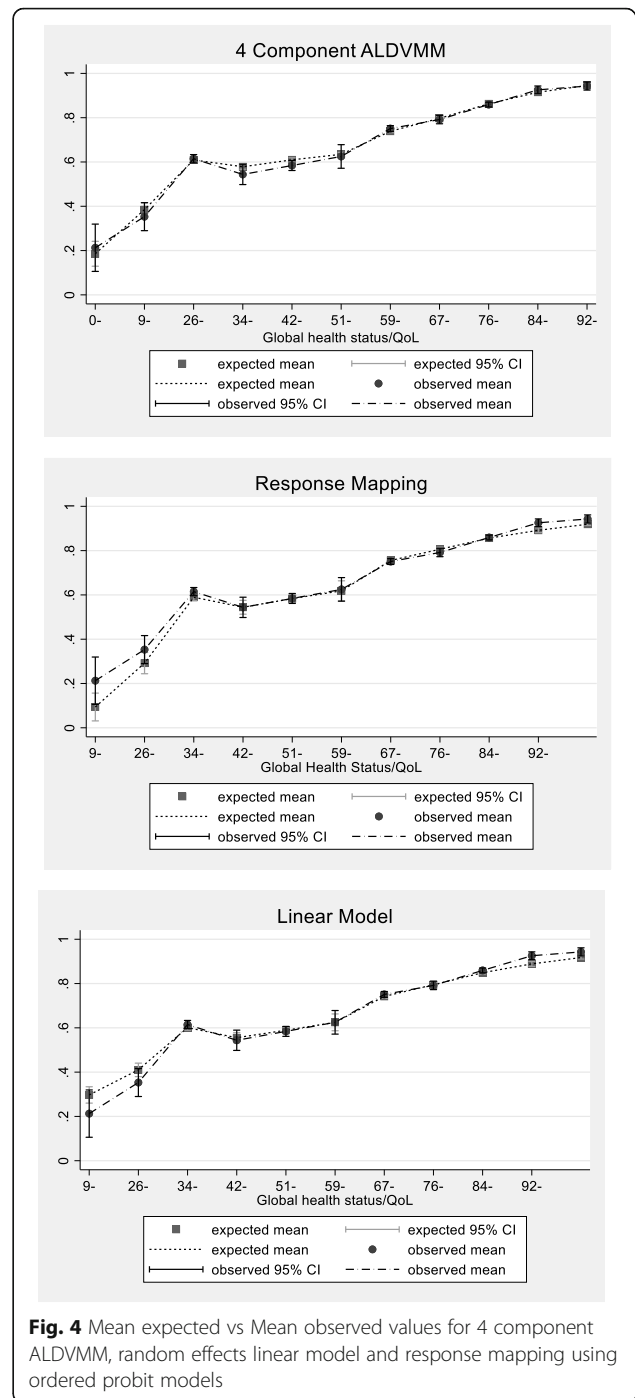 4 Component ALDVMM
1
.8
.6
.4
.2
0
0- 9- 26- 34- 42- 51- 59- 67- 76- 84- 92-
Global health status/QoL
expected mean expected 95% CI
expected mean observed mean
observed 95% CI observed mean
Response Mapping
1
.8
.6
.4
.2
0
9- 26- 34- 42- 51- 59- 67- 76- 84- 92-
Global Health Status/QoL
expected mean expected 95% CI
expected mean observed mean
observed 95% CI observed mean
Linear Model
1
.8
.6
.4
.2
0
9- 26- 34- 42- 51- 59- 67- 76- 84- 92-
Global health status/QoL
expected mean expected 95% CI
expected mean observed mean
observed 95% CI observed mean
Fig. 4 Mean expected vs Mean observed values for 4 component
ALDVMM, random effects linear model and response mapping using
ordered probit models